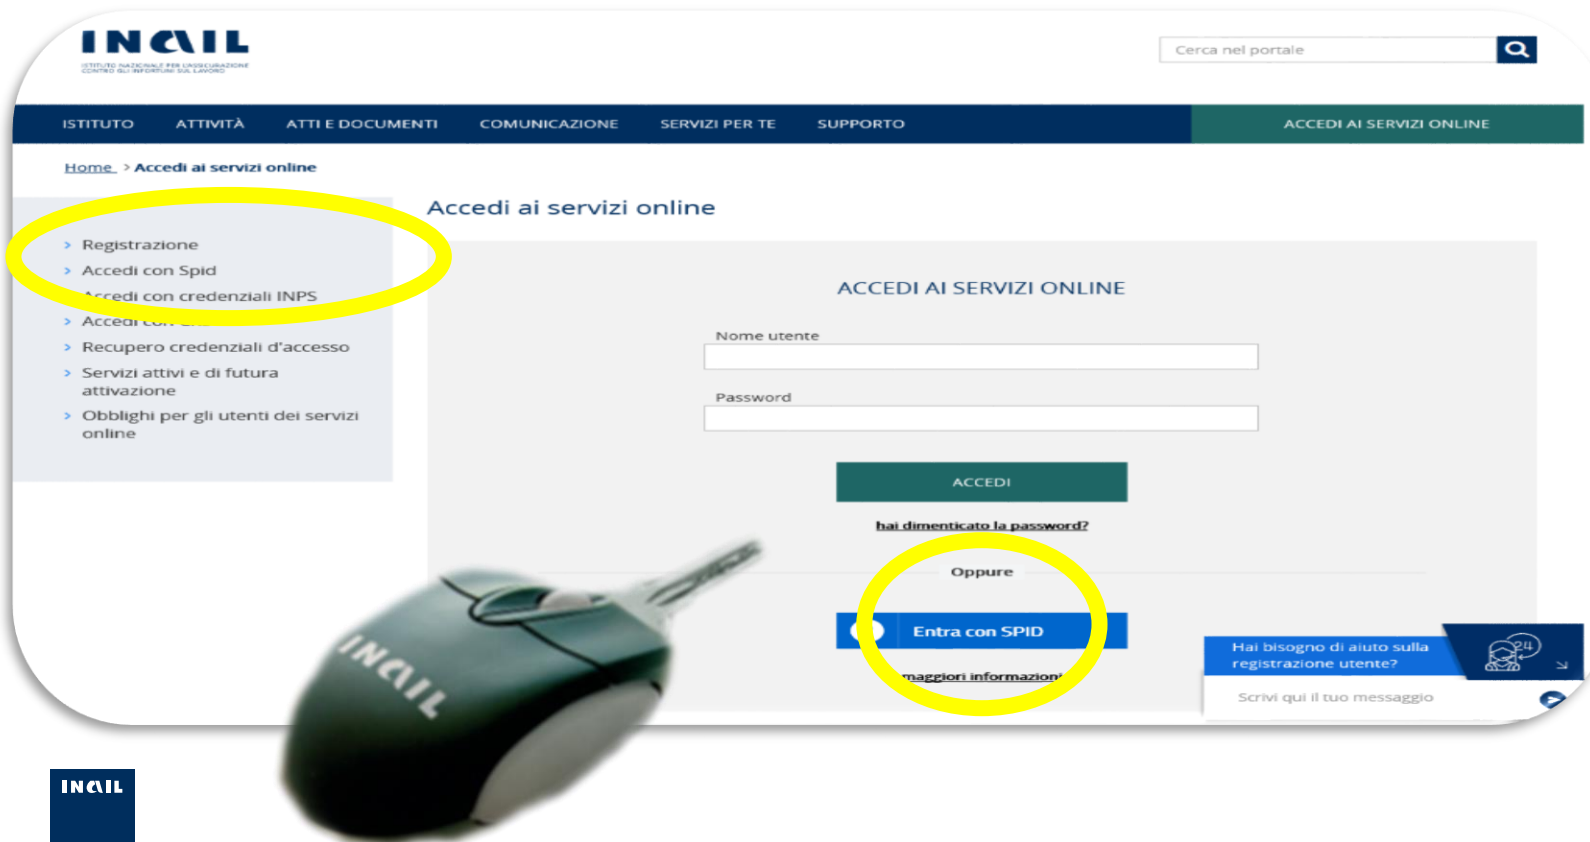 INAIL
ISTITUTO NAZIONALE PER L'ASSICURAZIONE
CONTRO GLI INFORTUNI SUL LAVORO
Cerca nel portale
ISTITUTO ATTIVITÀ ATTI E DOCUMENTI COMUNICAZIONE SERVIZI PER TE SUPPORTO ACCEDI AI SERVIZI ONLINE
Home > Accedi ai servizi online
Accedi ai servizi online
> Registrazione
> Accedi con Spid
Accedi con credenziali INPS
> Accedi con
> Recupero credenziali d'accesso
> Servizi attivi e di futura
attivazione
> Obblighi per gli utenti dei servizi
online
ACCEDI AI SERVIZI ONLINE
Nome utente
Password
ACCEDI
hai dimenticato la password?
Oppure
Entra con SPID
maggiori informazioni
Hai bisogno di aiuto sulla
registrazione utente?
24
Scrivi qui il tuo messaggio
INAIL
INAIL